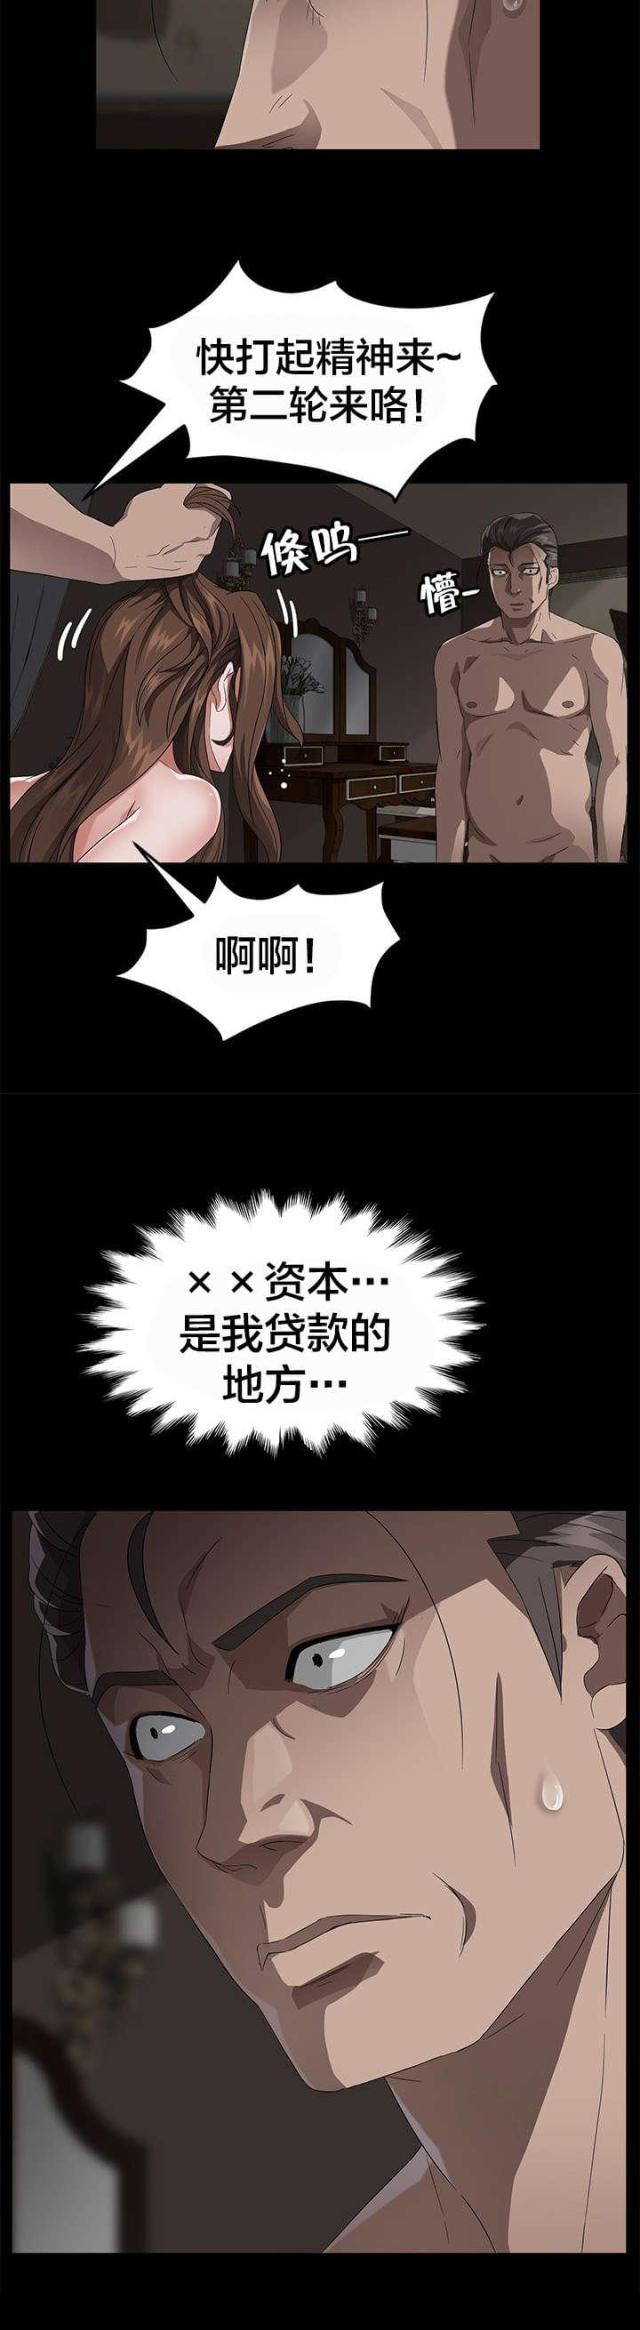 快打起精神来~
第二轮来咯！
倏呜一
懵-
啊啊！
××资本…
是我贷款的
地方…